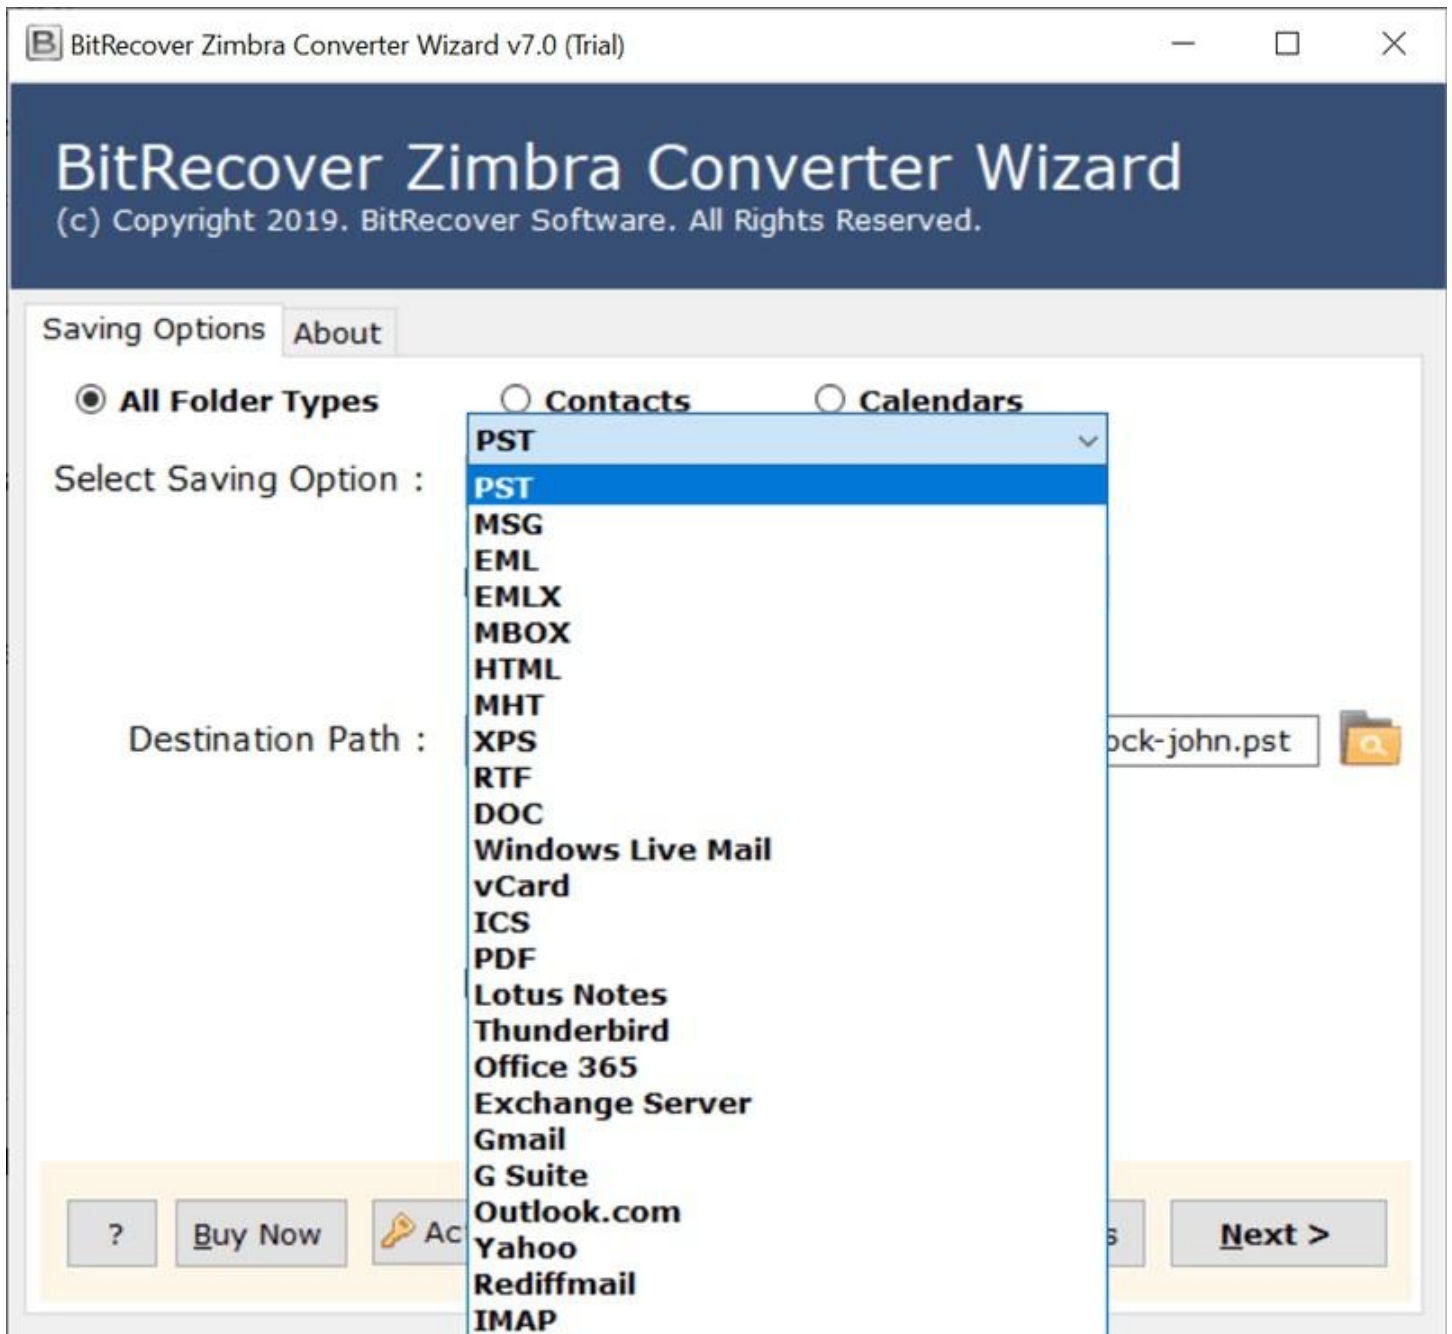 BitRecover Zimbra Converter Wizard v7.0 (Trial)
BitRecover Zimbra Converter Wizard
(c) Copyright 2019. BitRecover Software. All Rights Reserved.
Saving Options About
All Folder Types Contacts Calendars
PST
Select Saving Option :
PST
MSG
EML
EMLX
MBOX
HTML
MHT
Destination Path : ock-john.pst
XPS
RTF
DOC
Windows Live Mail
vCard
ICS
PDF
Lotus Notes
Thunderbird
Office 365
Exchange Server
Gmail
G Suite
Outlook.com
Yahoo
Rediffmail
IMAP
? Buy Now Ac s Next >